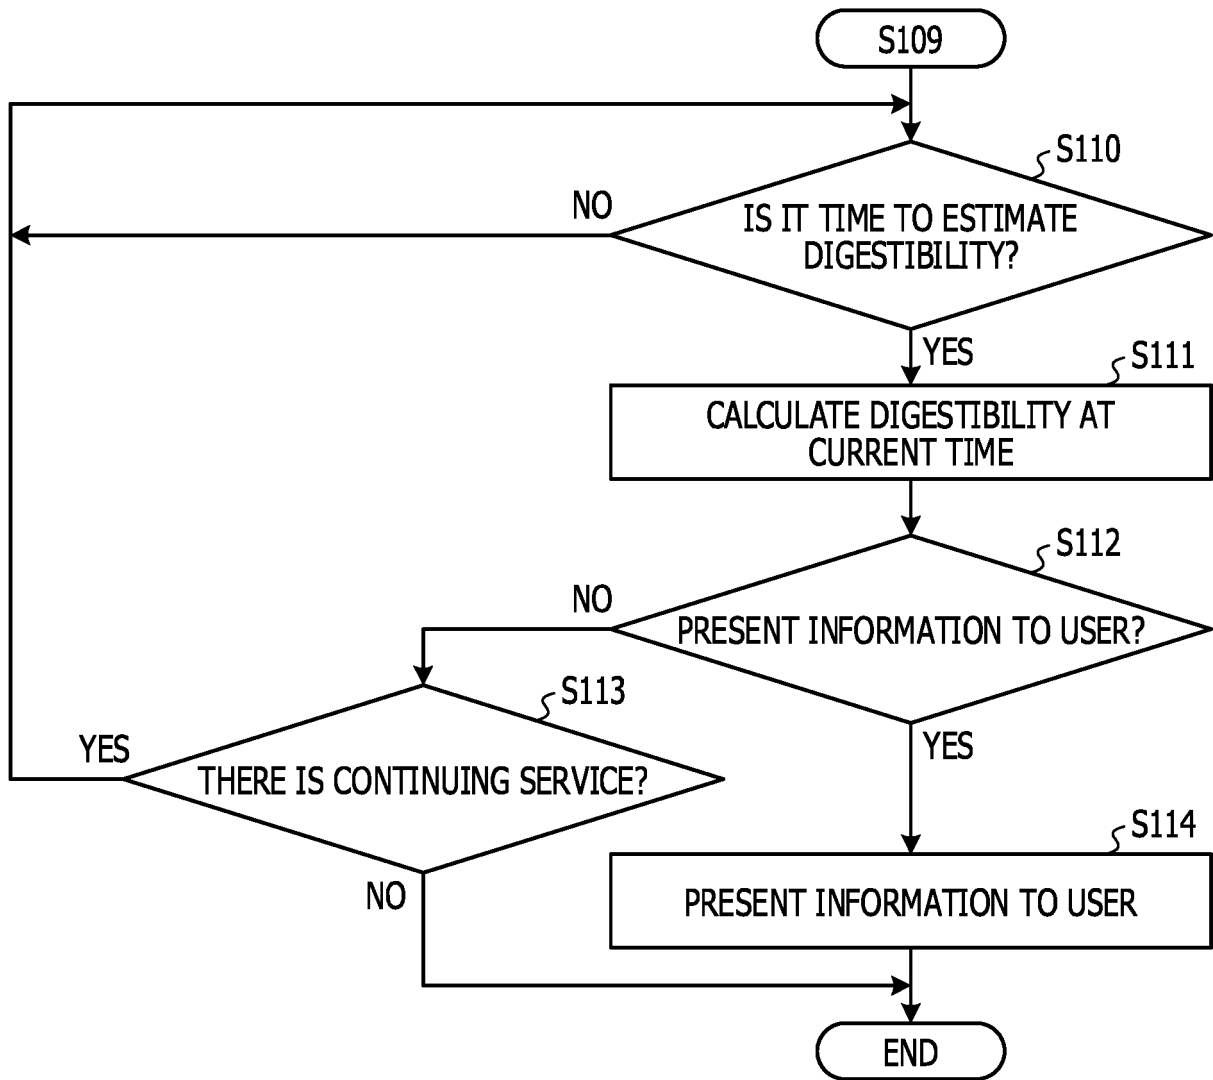 S109
S110
NO
IS IT TIME TO ESTIMATE
DIGESTIBILITY?
YES
S111
CALCULATE DIGESTIBILITY AT
CURRENT TIME
S112
NO
PRESENT INFORMATION TO USER?
S113
YES
YES
THERE IS CONTINUING SERVICE?
S114
NO
PRESENT INFORMATION TO USER
END